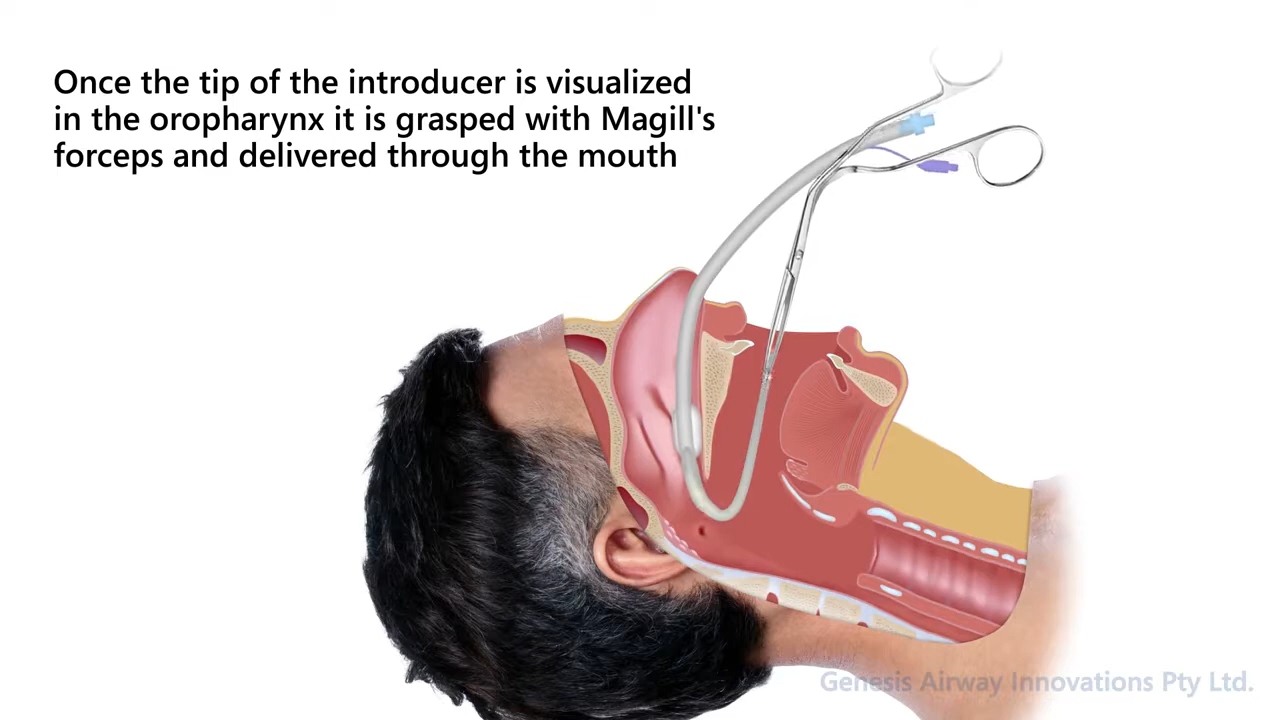 Once the tip of the introducer is visualized
in the oropharynx it is grasped with Magill's
forceps and delivered through the mouth
Genesis Airway Innovations Pty Ltd.